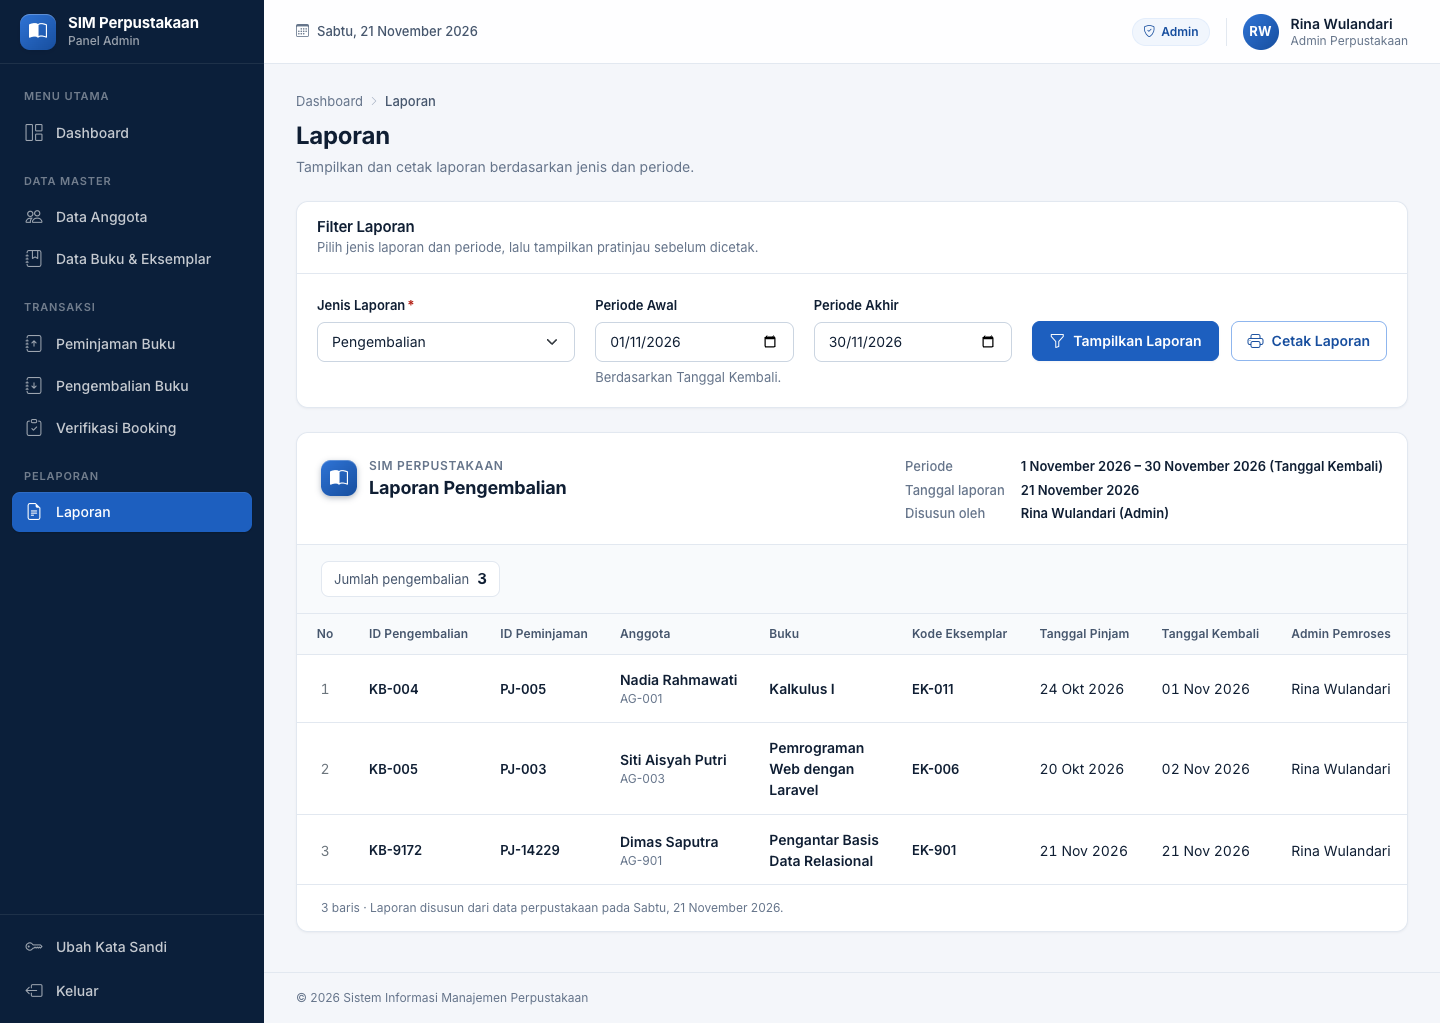 SIM Perpustakaan
Panel Admin
MENU UTAMA
Dashboard
DATA MASTER
Data Anggota
Data Buku & Eksemplar
TRANSAKSI
Peminjaman Buku
Pengembalian Buku
Verifikasi Booking
PELAPORAN
Laporan
Ubah Kata Sandi
Keluar
Sabtu, 21 November 2026
Admin
RW
Rina Wulandari
Admin Perpustakaan
Dashboard Laporan
Laporan
Tampilkan dan cetak laporan berdasarkan jenis dan periode.
Filter Laporan
Pilih jenis laporan dan periode, lalu tampilkan pratinjau sebelum dicetak.
Jenis Laporan * Periode Awal Periode Akhir
Pengembalian 01/11/2026 30/11/2026 Tampilkan Laporan Cetak Laporan
Berdasarkan Tanggal Kembali.
SIM PERPUSTAKAAN
Laporan Pengembalian
Periode 1 November 2026 – 30 November 2026 (Tanggal Kembali)
Tanggal laporan 21 November 2026
Disusun oleh Rina Wulandari (Admin)
Jumlah pengembalian 3
No ID Pengembalian ID Peminjaman Anggota Buku Kode Eksemplar Tanggal Pinjam Tanggal Kembali Admin Pemroses
1 KB-004 PJ-005 Nadia Rahmawati AG-001 Kalkulus I EK-011 24 Okt 2026 01 Nov 2026 Rina Wulandari
2 KB-005 PJ-003 Siti Aisyah Putri AG-003 Pemrograman Web dengan Laravel EK-006 20 Okt 2026 02 Nov 2026 Rina Wulandari
3 KB-9172 PJ-14229 Dimas Saputra AG-901 Pengantar Basis Data Relasional EK-901 21 Nov 2026 21 Nov 2026 Rina Wulandari
3 baris · Laporan disusun dari data perpustakaan pada Sabtu, 21 November 2026.
© 2026 Sistem Informasi Manajemen Perpustakaan